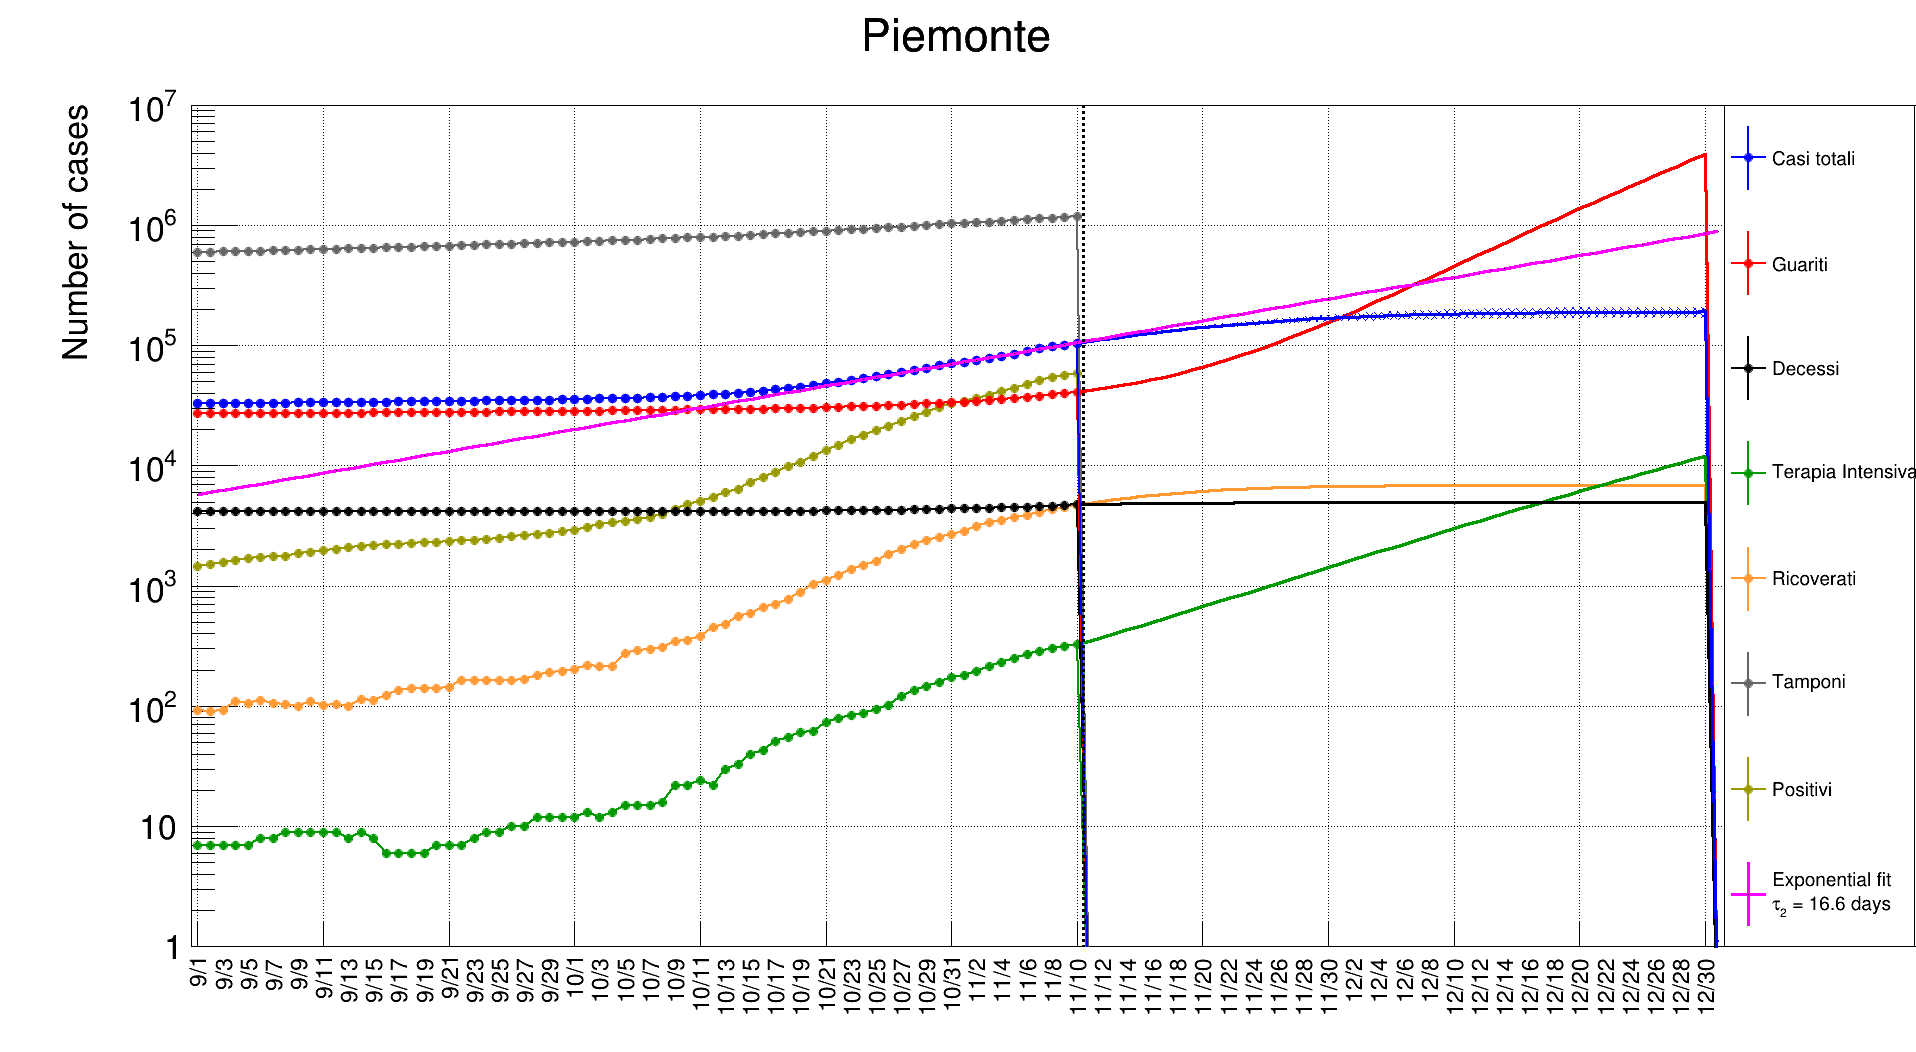 Piemonte
Number of cases
10^7
10^6
10^5
10^4
10^3
10^2
10
1
9/1 9/3 9/5 9/7 9/9 9/11 9/13 9/15 9/17 9/19 9/21 9/23 9/25 9/27 9/29 10/1 10/3 10/5 10/7 10/9 10/11 10/13 10/15 10/17 10/19 10/21 10/23 10/25 10/27 10/29 10/31 11/2 11/4 11/6 11/8 11/10 11/12 11/14 11/16 11/18 11/20 11/22 11/24 11/26 11/28 11/30 12/2 12/4 12/6 12/8 12/10 12/12 12/14 12/16 12/18 12/20 12/22 12/24 12/26 12/28 12/30
Casi totali
Guariti
Decessi
Terapia Intensiva
Ricoverati
Tamponi
Positivi
Exponential fit
τ_2 = 16.6 days